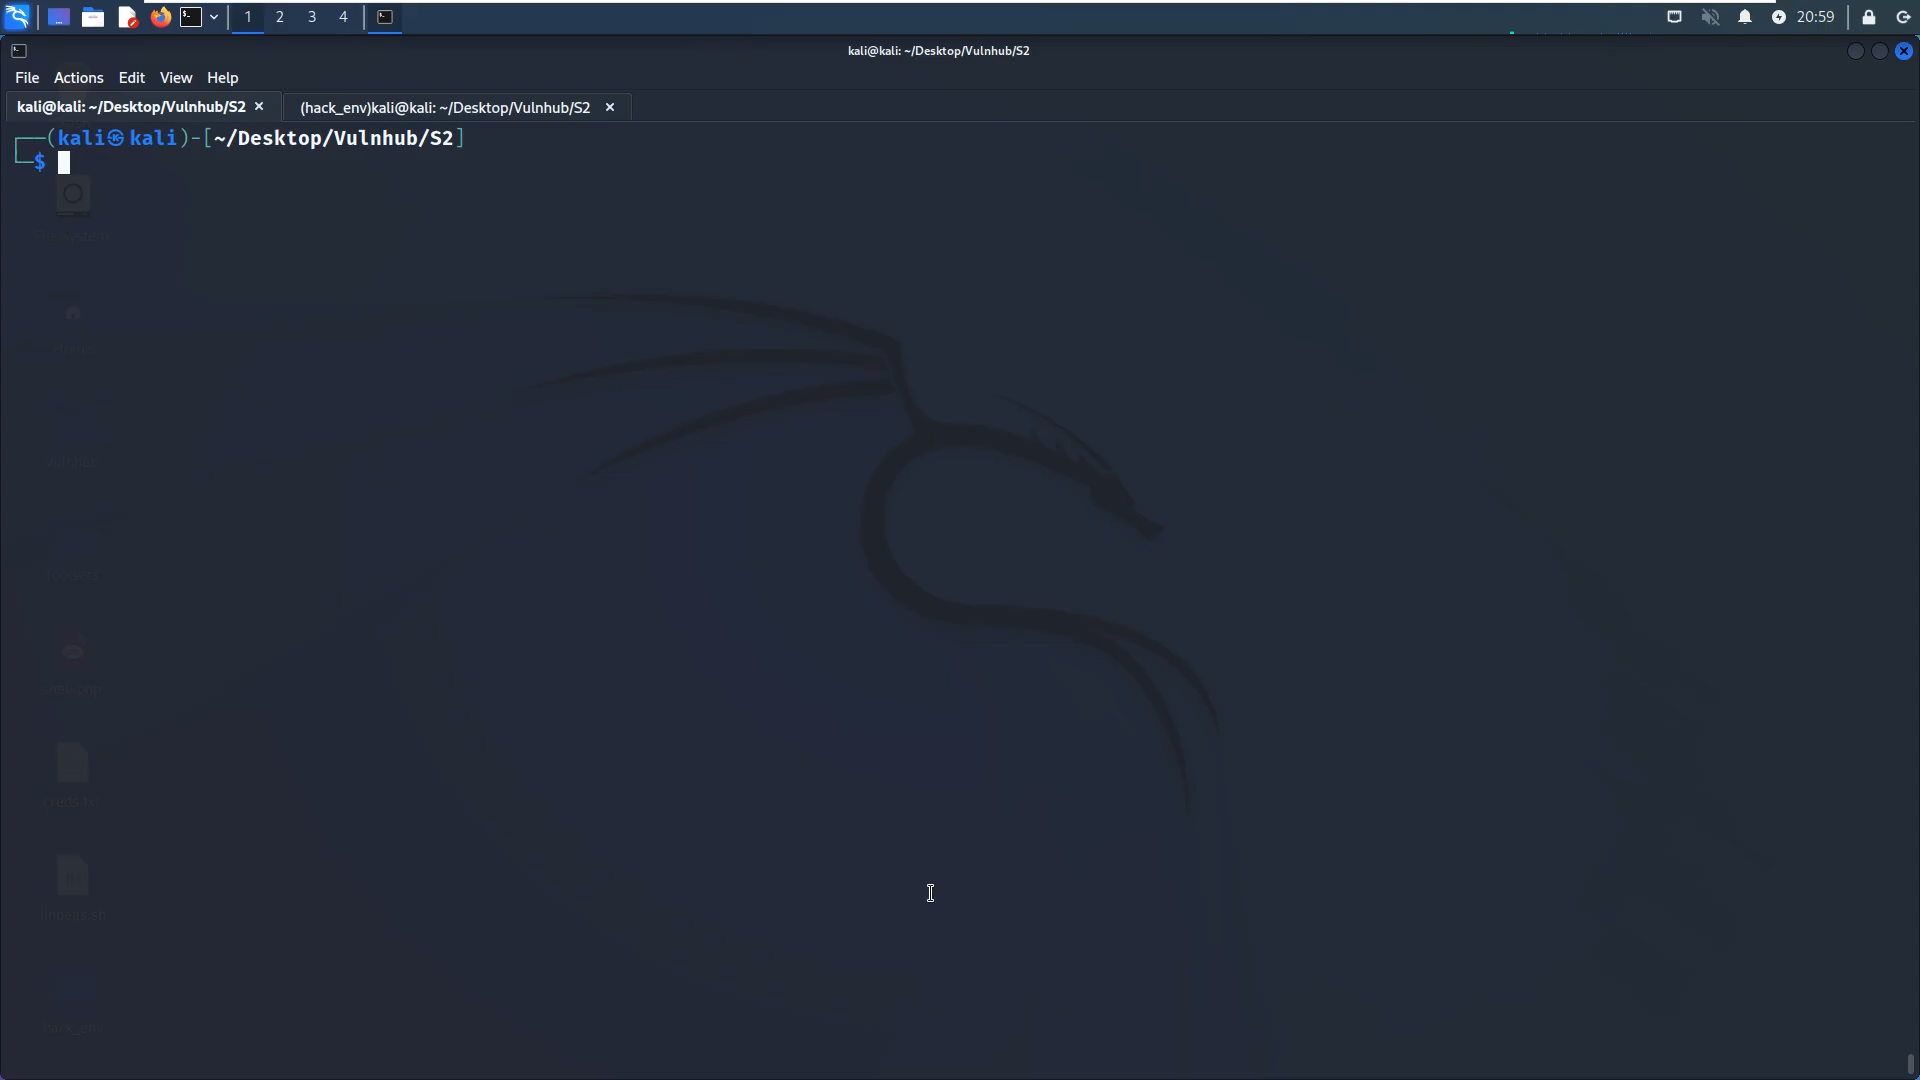 1 2 3 4 20:59
kali@kali: ~/Desktop/Vulnhub/S2
File Actions Edit View Help
kali@kali: ~/Desktop/Vulnhub/S2 × (hack_env)kali@kali: ~/Desktop/Vulnhub/S2 ×
┌──(kali㉿kali)-[~/Desktop/Vulnhub/S2]
└─$